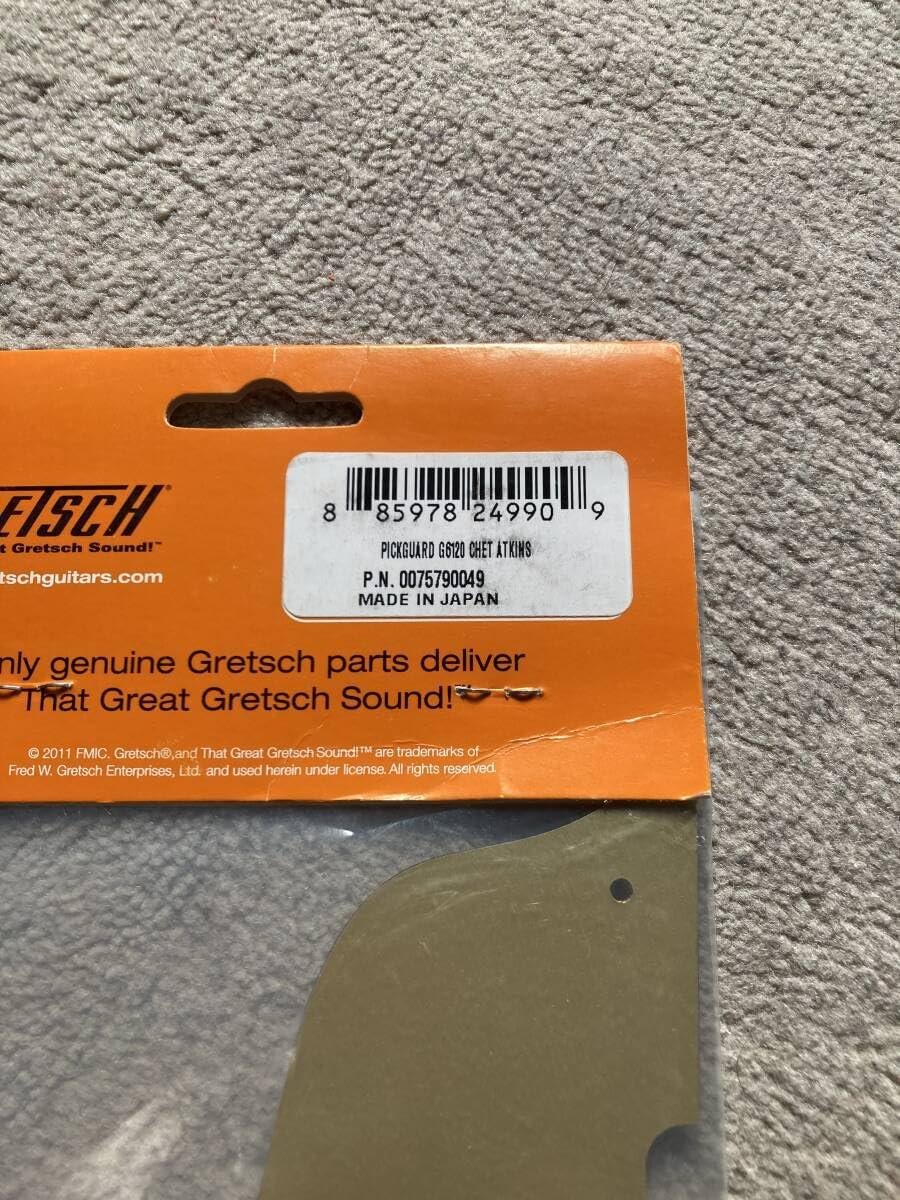 ETSCH®
t Gretsch Sound!™
tschguitars.com
8 85978 24990 9
PICKGUARD G6120 CHET ATKINS
P.N. 0075790049
MADE IN JAPAN
nly genuine Gretsch parts deliver
That Great Gretsch Sound!™
© 2011 FMIC. Gretsch®,and That Great Gretsch Sound!™ are trademarks of
Fred W. Gretsch Enterprises, Ltd. and used herein under license. All rights reserved.